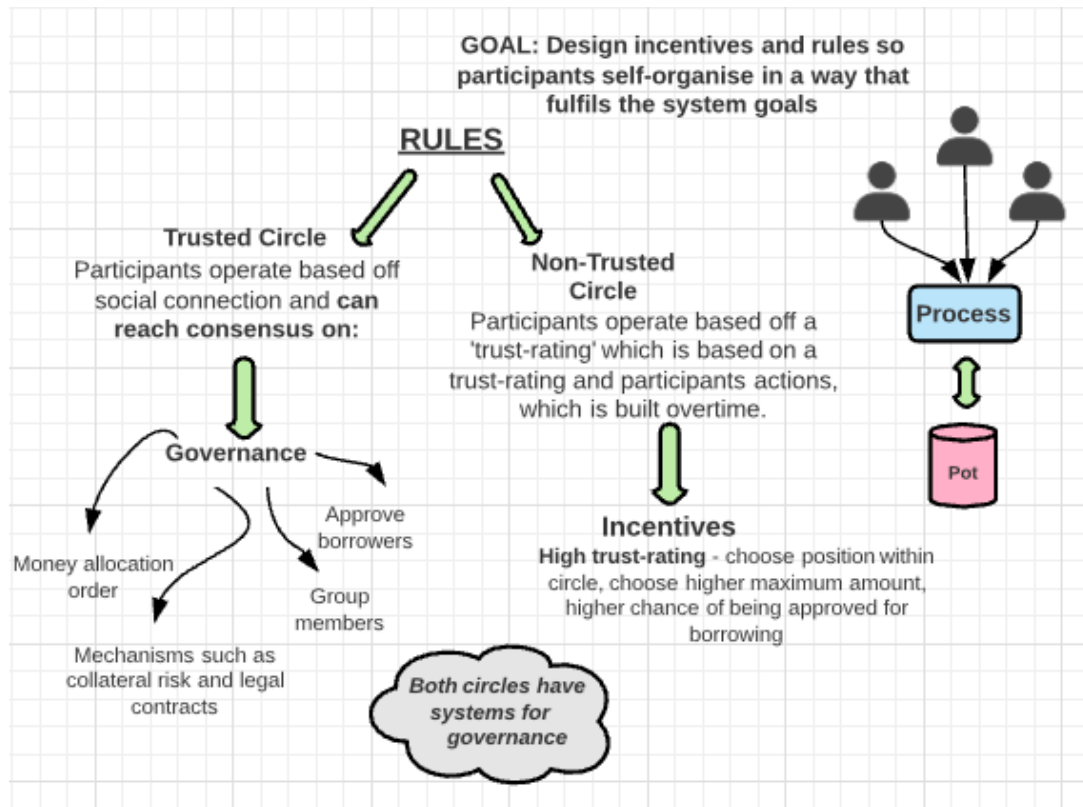 GOAL: Design incentives and rules so
participants self-organise in a way that
fulfils the system goals
RULES
Trusted Circle
Participants operate based off
social connection and can
reach consensus on:
Governance
Money allocation
order
Mechanisms such as
collateral risk and legal
contracts
Group
members
Approve
borrowers
Non-Trusted
Circle
Participants operate based off a
'trust-rating' which is based on a
trust-rating and participants actions,
which is built overtime.
Incentives
High trust-rating - choose position within
circle, choose higher maximum amount,
higher chance of being approved for
borrowing
Both circles have
systems for
governance
Process
Pot